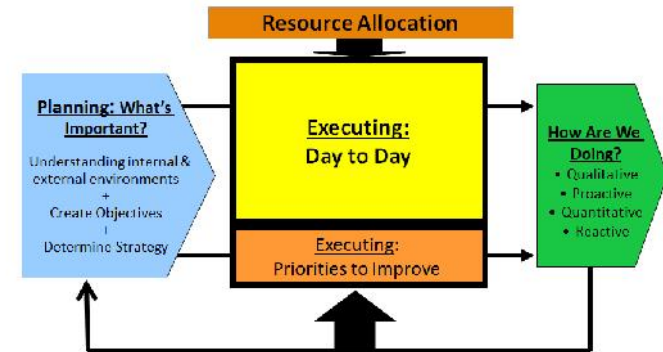 Resource Allocation
Planning: What's
Important?
Understanding internal &
external environments
+
Create Objectives
+
Determine Strategy
Executing:
Day to Day
Executing:
Priorities to Improve
How Are We
Doing?
• Qualitative
• Proactive
• Quantitative
• Reactive